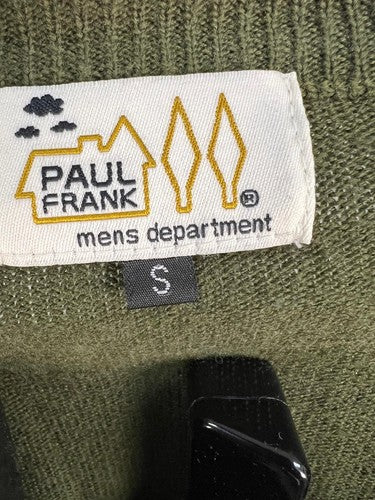 PAUL
FRANK
®
mens department
S